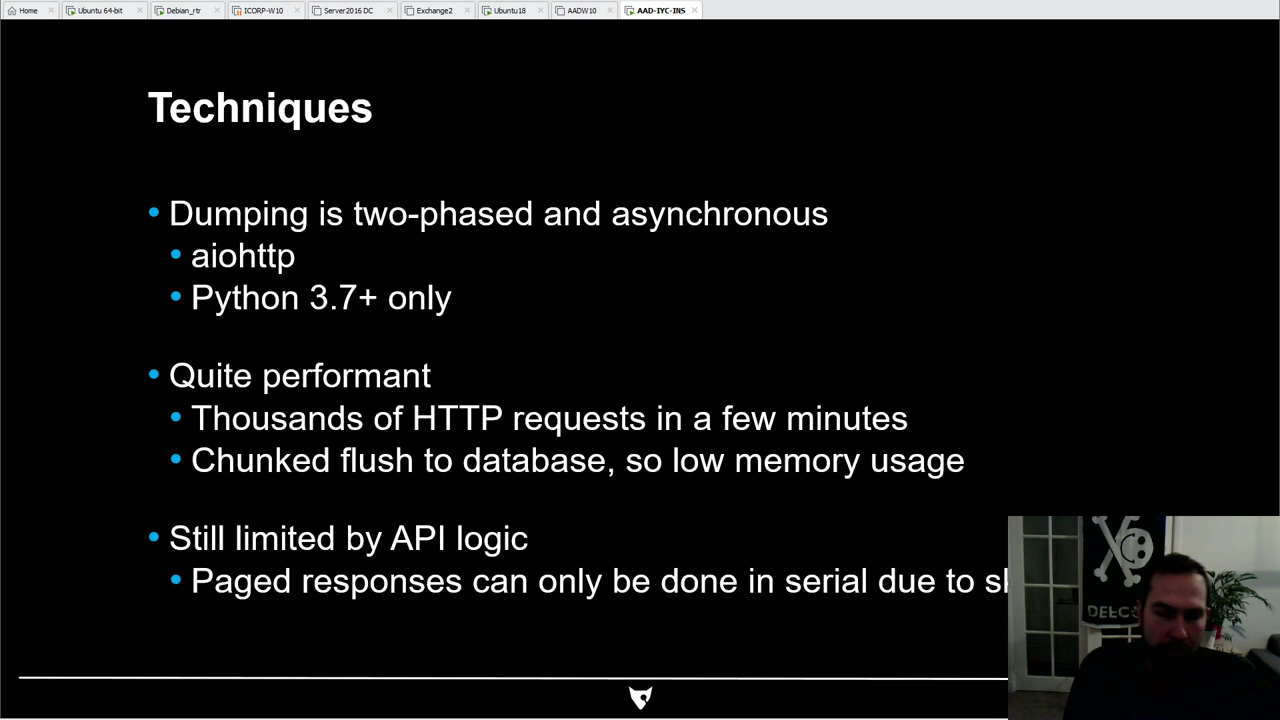 Home Ubuntu 64-bit Debian_rtr ICORP-W10 Server2016 DC Exchange2 Ubuntu18 AADW10 AAD-IYC-INS
Techniques
• Dumping is two-phased and asynchronous
• aiohttp
• Python 3.7+ only
• Quite performant
• Thousands of HTTP requests in a few minutes
• Chunked flush to database, so low memory usage
• Still limited by API logic
• Paged responses can only be done in serial due to